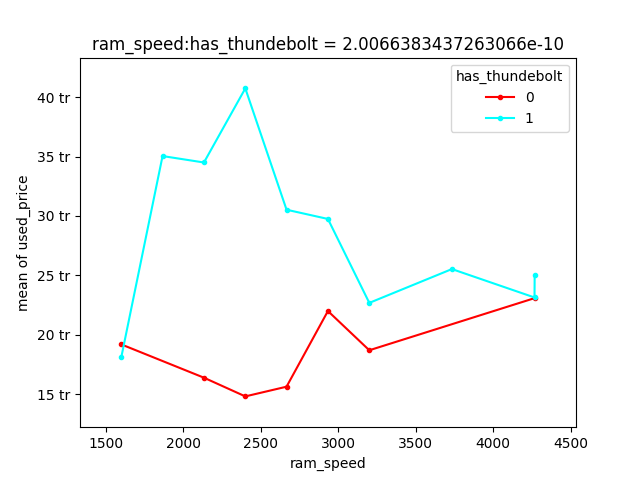 ram_speed:has_thundebolt = 2.0066383437263066e-10
has_thundebolt
0
1
40 tr
35 tr
30 tr
25 tr
20 tr
15 tr
mean of used_price
1500 2000 2500 3000 3500 4000 4500
ram_speed